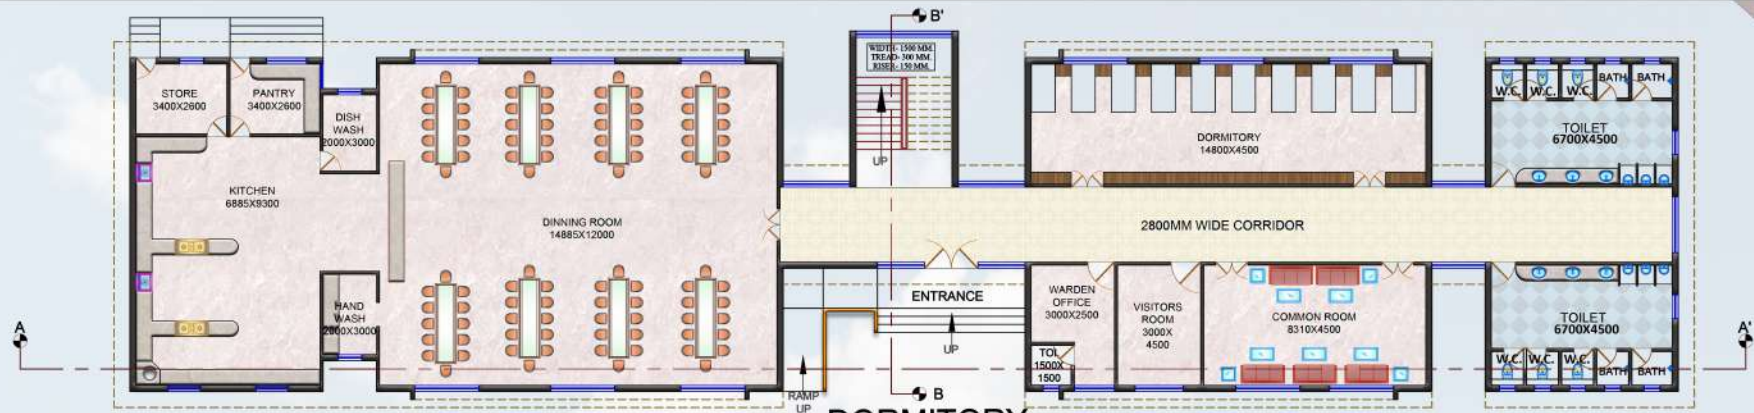 B'
WIDTH- 1500 MM.
TREAD- 300 MM.
RISER- 150 MM.
UP
STORE
3400X2600
PANTRY
3400X2600
DISH
WASH
2000X3000
KITCHEN
6885X9300
HAND
WASH
2000X3000
DINNING ROOM
14885X12000
DORMITORY
14800X4500
W.C.
W.C.
W.C.
BATH
BATH
TOILET
6700X4500
2800MM WIDE CORRIDOR
ENTRANCE
UP
WARDEN
OFFICE
3000X2500
VISITORS
ROOM
3000X
4500
COMMON ROOM
8310X4500
TOI.
1500X
1500
TOILET
6700X4500
W.C.
W.C.
W.C.
BATH
BATH
A
A'
RAMP
UP
B
DORMITORY